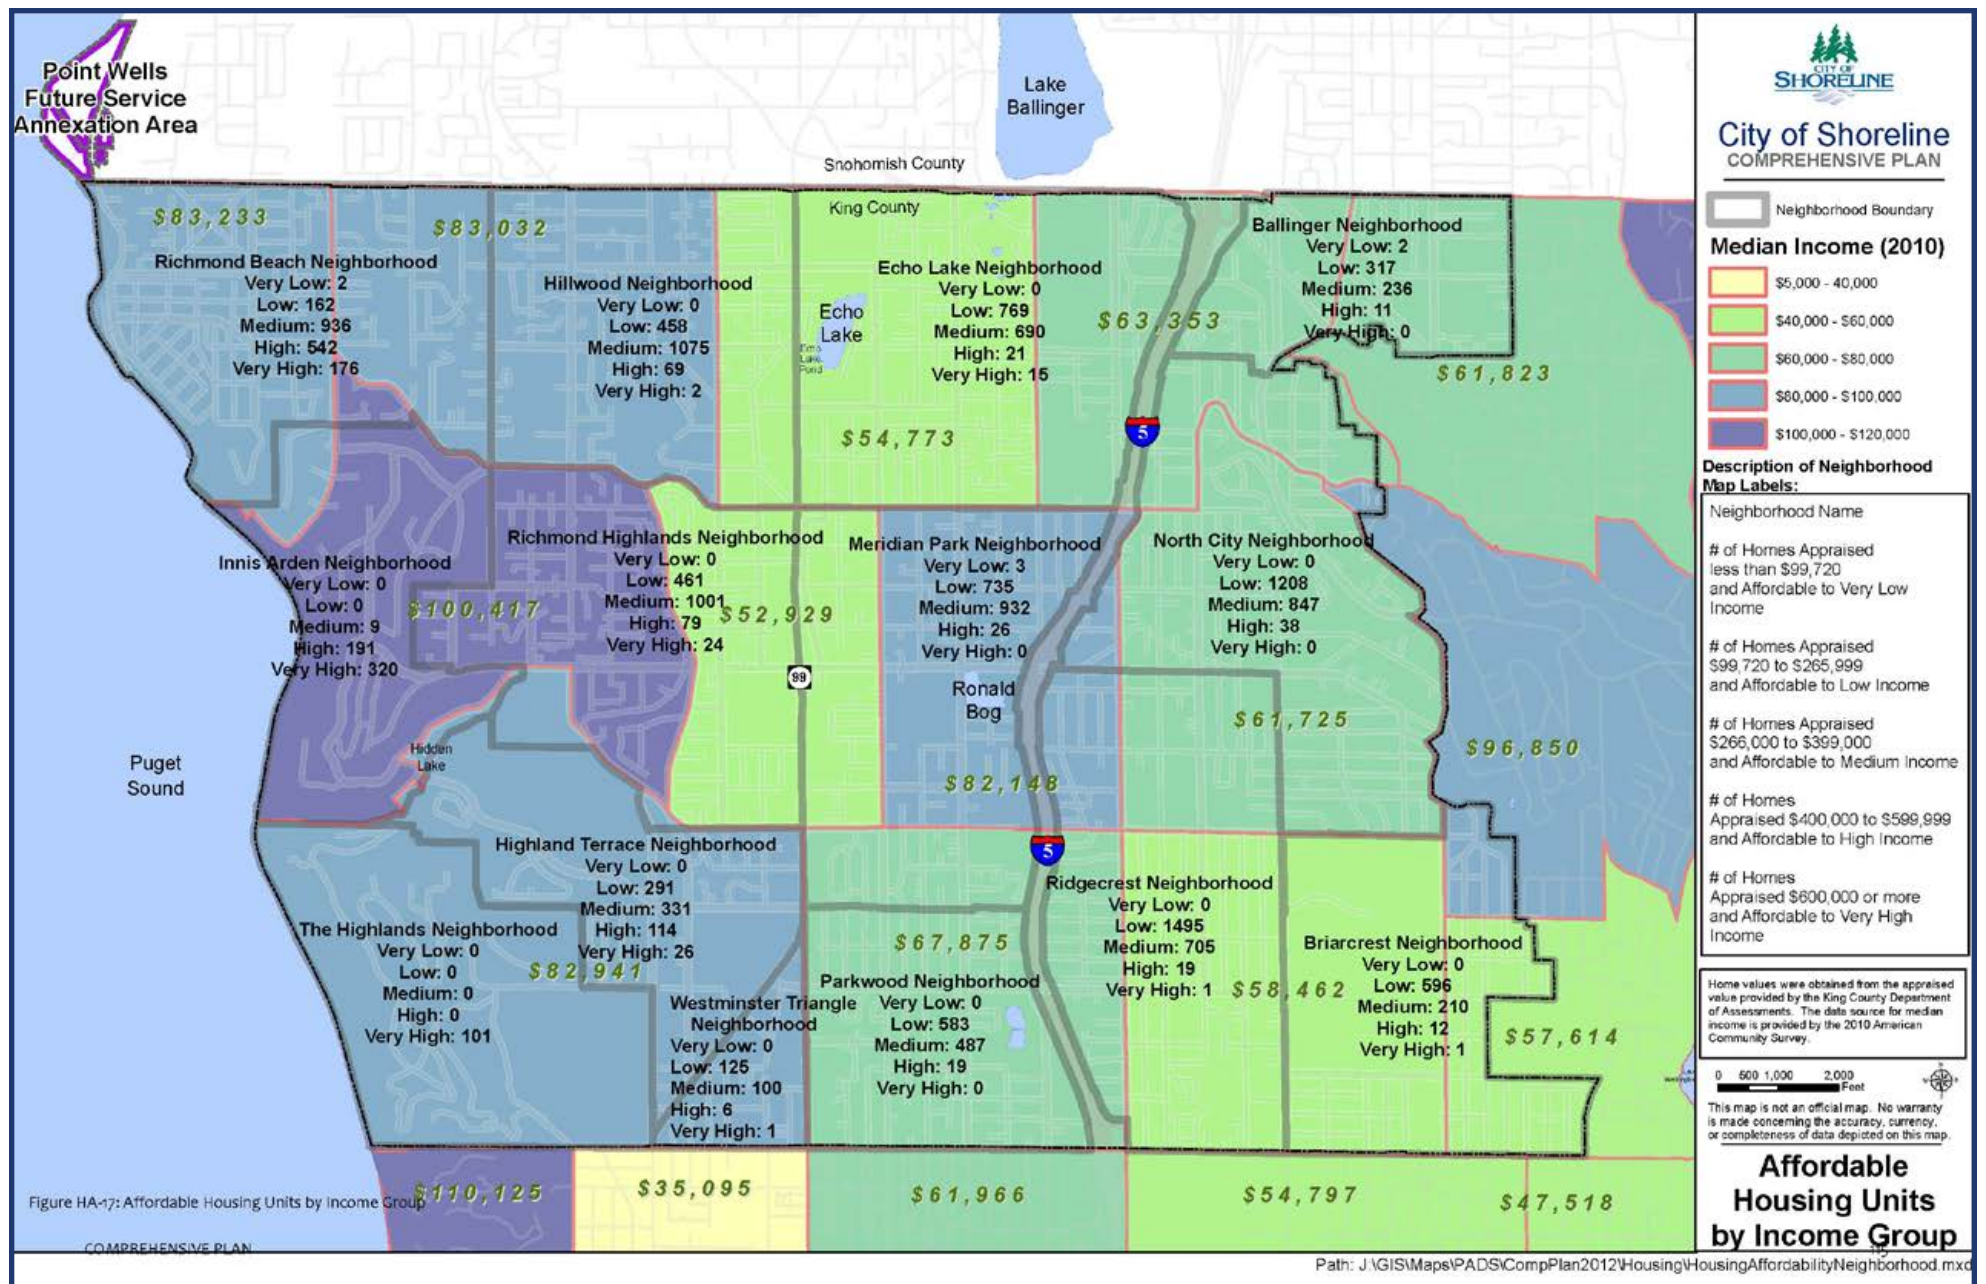 Point Wells
Future Service
Annexation Area
Lake
Ballinger
Snohomish County
King County
$83,233
$83,032
Richmond Beach Neighborhood
Very Low: 2
Low: 162
Medium: 936
High: 542
Very High: 176
Hillwood Neighborhood
Very Low: 0
Low: 458
Medium: 1075
High: 69
Very High: 2
Echo
Lake
Echo
Lake
Pond
Echo Lake Neighborhood
Very Low: 0
Low: 769
Medium: 690
High: 21
Very High: 15
$54,773
$63,353
Ballinger Neighborhood
Very Low: 2
Low: 317
Medium: 236
High: 11
Very High: 0
$61,823
5
Innis Arden Neighborhood
Very Low: 0
Low: 0
Medium: 9
High: 191
Very High: 320
$100,417
Richmond Highlands Neighborhood
Very Low: 0
Low: 461
Medium: 1001
High: 79
Very High: 24
$52,929
99
Meridian Park Neighborhood
Very Low: 3
Low: 735
Medium: 932
High: 26
Very High: 0
Ronald
Bog
$82,148
North City Neighborhood
Very Low: 0
Low: 1208
Medium: 847
High: 38
Very High: 0
$61,725
$96,850
Puget
Sound
Hidden
Lake
Highland Terrace Neighborhood
Very Low: 0
Low: 291
Medium: 331
High: 114
Very High: 26
The Highlands Neighborhood
Very Low: 0
Low: 0
Medium: 0
High: 0
Very High: 101
$82,941
Westminster Triangle
Neighborhood
Very Low: 0
Low: 125
Medium: 100
High: 6
Very High: 1
5
$67,875
Parkwood Neighborhood
Very Low: 0
Low: 583
Medium: 487
High: 19
Very High: 0
Ridgecrest Neighborhood
Very Low: 0
Low: 1495
Medium: 705
High: 19
Very High: 1
$58,462
Briarcrest Neighborhood
Very Low: 0
Low: 596
Medium: 210
High: 12
Very High: 1
$57,614
$110,125
$35,095
$61,966
$54,797
$47,518
Figure HA-17: Affordable Housing Units by Income Group
COMPREHENSIVE PLAN
CITY OF
SHORELINE
City of Shoreline
COMPREHENSIVE PLAN
Neighborhood Boundary
Median Income (2010)
$5,000 - 40,000
$40,000 - $60,000
$60,000 - $80,000
$80,000 - $100,000
$100,000 - $120,000
Description of Neighborhood
Map Labels:
Neighborhood Name
# of Homes Appraised
less than $99,720
and Affordable to Very Low
Income
# of Homes Appraised
$99,720 to $265,999
and Affordable to Low Income
# of Homes Appraised
$266,000 to $399,000
and Affordable to Medium Income
# of Homes
Appraised $400,000 to $599,999
and Affordable to High Income
# of Homes
Appraised $600,000 or more
and Affordable to Very High
Income
Home values were obtained from the appraised
value provided by the King County Department
of Assessments. The data source for median
income is provided by the 2010 American
Community Survey.
0 500 1,000 2,000
Feet
This map is not an official map. No warranty
is made concerning the accuracy, currency,
or completeness of data depicted on this map.
Affordable
Housing Units
by Income Group
Path: J:\GIS\Maps\PADS\CompPlan2012\Housing\HousingAffordabilityNeighborhood.mxd